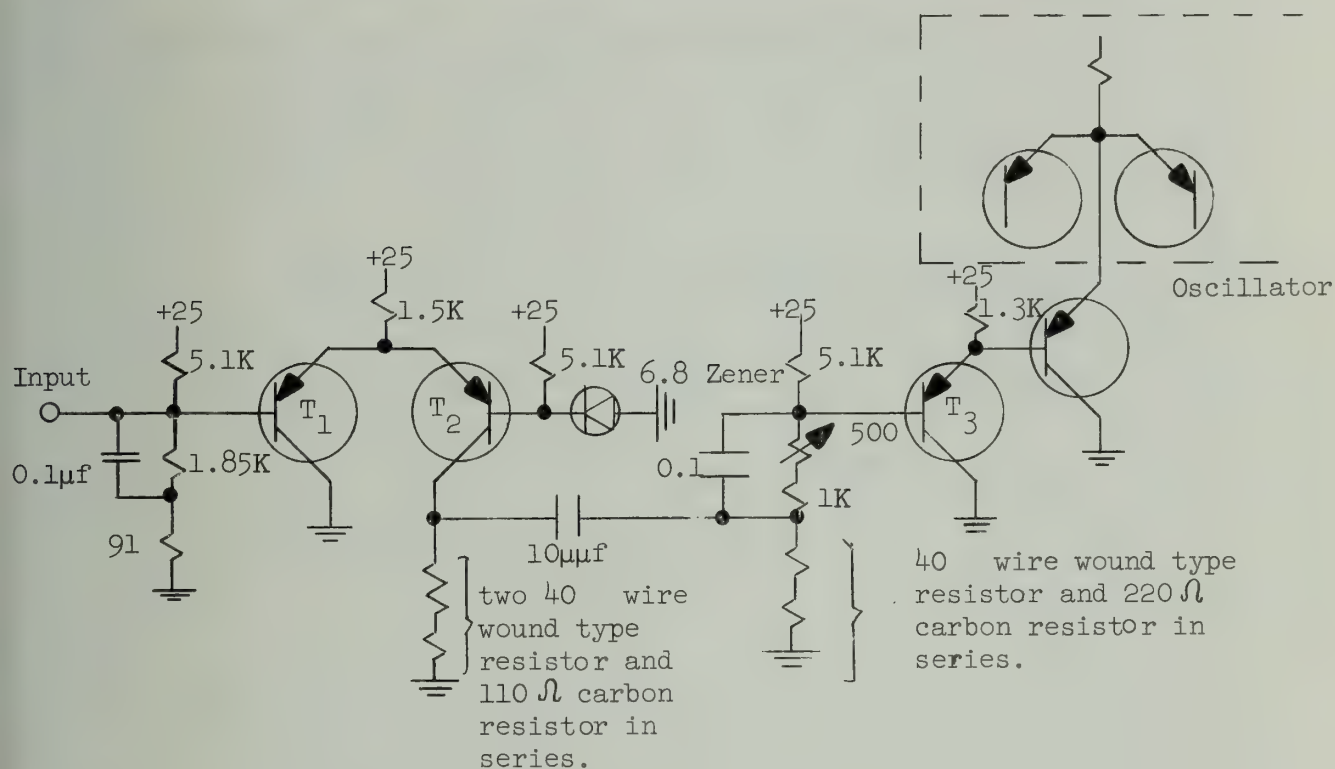 Oscillator
+25
1.5K
+25
5.1K
Input
T1
T2
0.1μf
1.85K
91
+25
5.1K
6.8 Zener
10μμf
two 40 wire
wound type
resistor and
110 Ω carbon
resistor in
series.
+25
5.1K
0.1
500
1K
T3
+25
1.3K
40 wire wound type
resistor and 220 Ω
carbon resistor in
series.